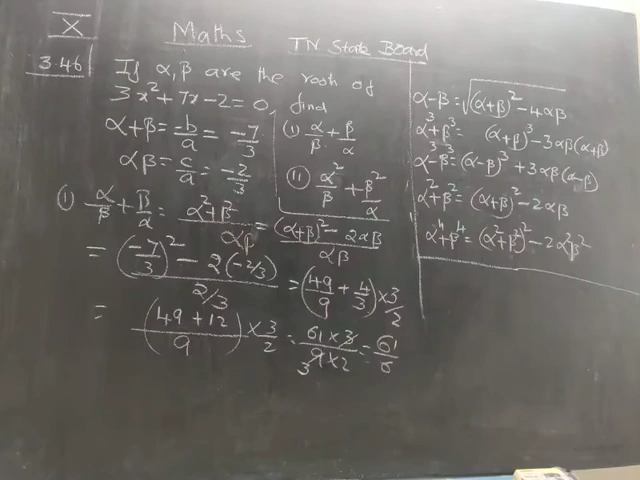 X
Maths TN State Board
3.46
If α, β are the roots of
3x² + 7x - 2 = 0, find
α+β = -b/a = -7/3
αβ = c/a = -2/3
(i) α/β + β/α
(ii) α²/β + β²/α
(i) α/β + β/α = (α²+β²)/αβ = ((α+β)² - 2αβ)/αβ
= ((-7/3)² - 2(-2/3))/(2/3) = (49/9 + 4/3) × 3/2
= ((49+12)/9) × 3/2 = (61×3)/(9×2) = 61/6
3
α-β = √((α+β)² - 4αβ)
α³+β³ = (α+β)³ - 3αβ(α+β)
α³-β³ = (α-β)³ + 3αβ(α-β)
α²+β² = (α+β)² - 2αβ
α⁴+β⁴ = (α²+β²)² - 2α²β²